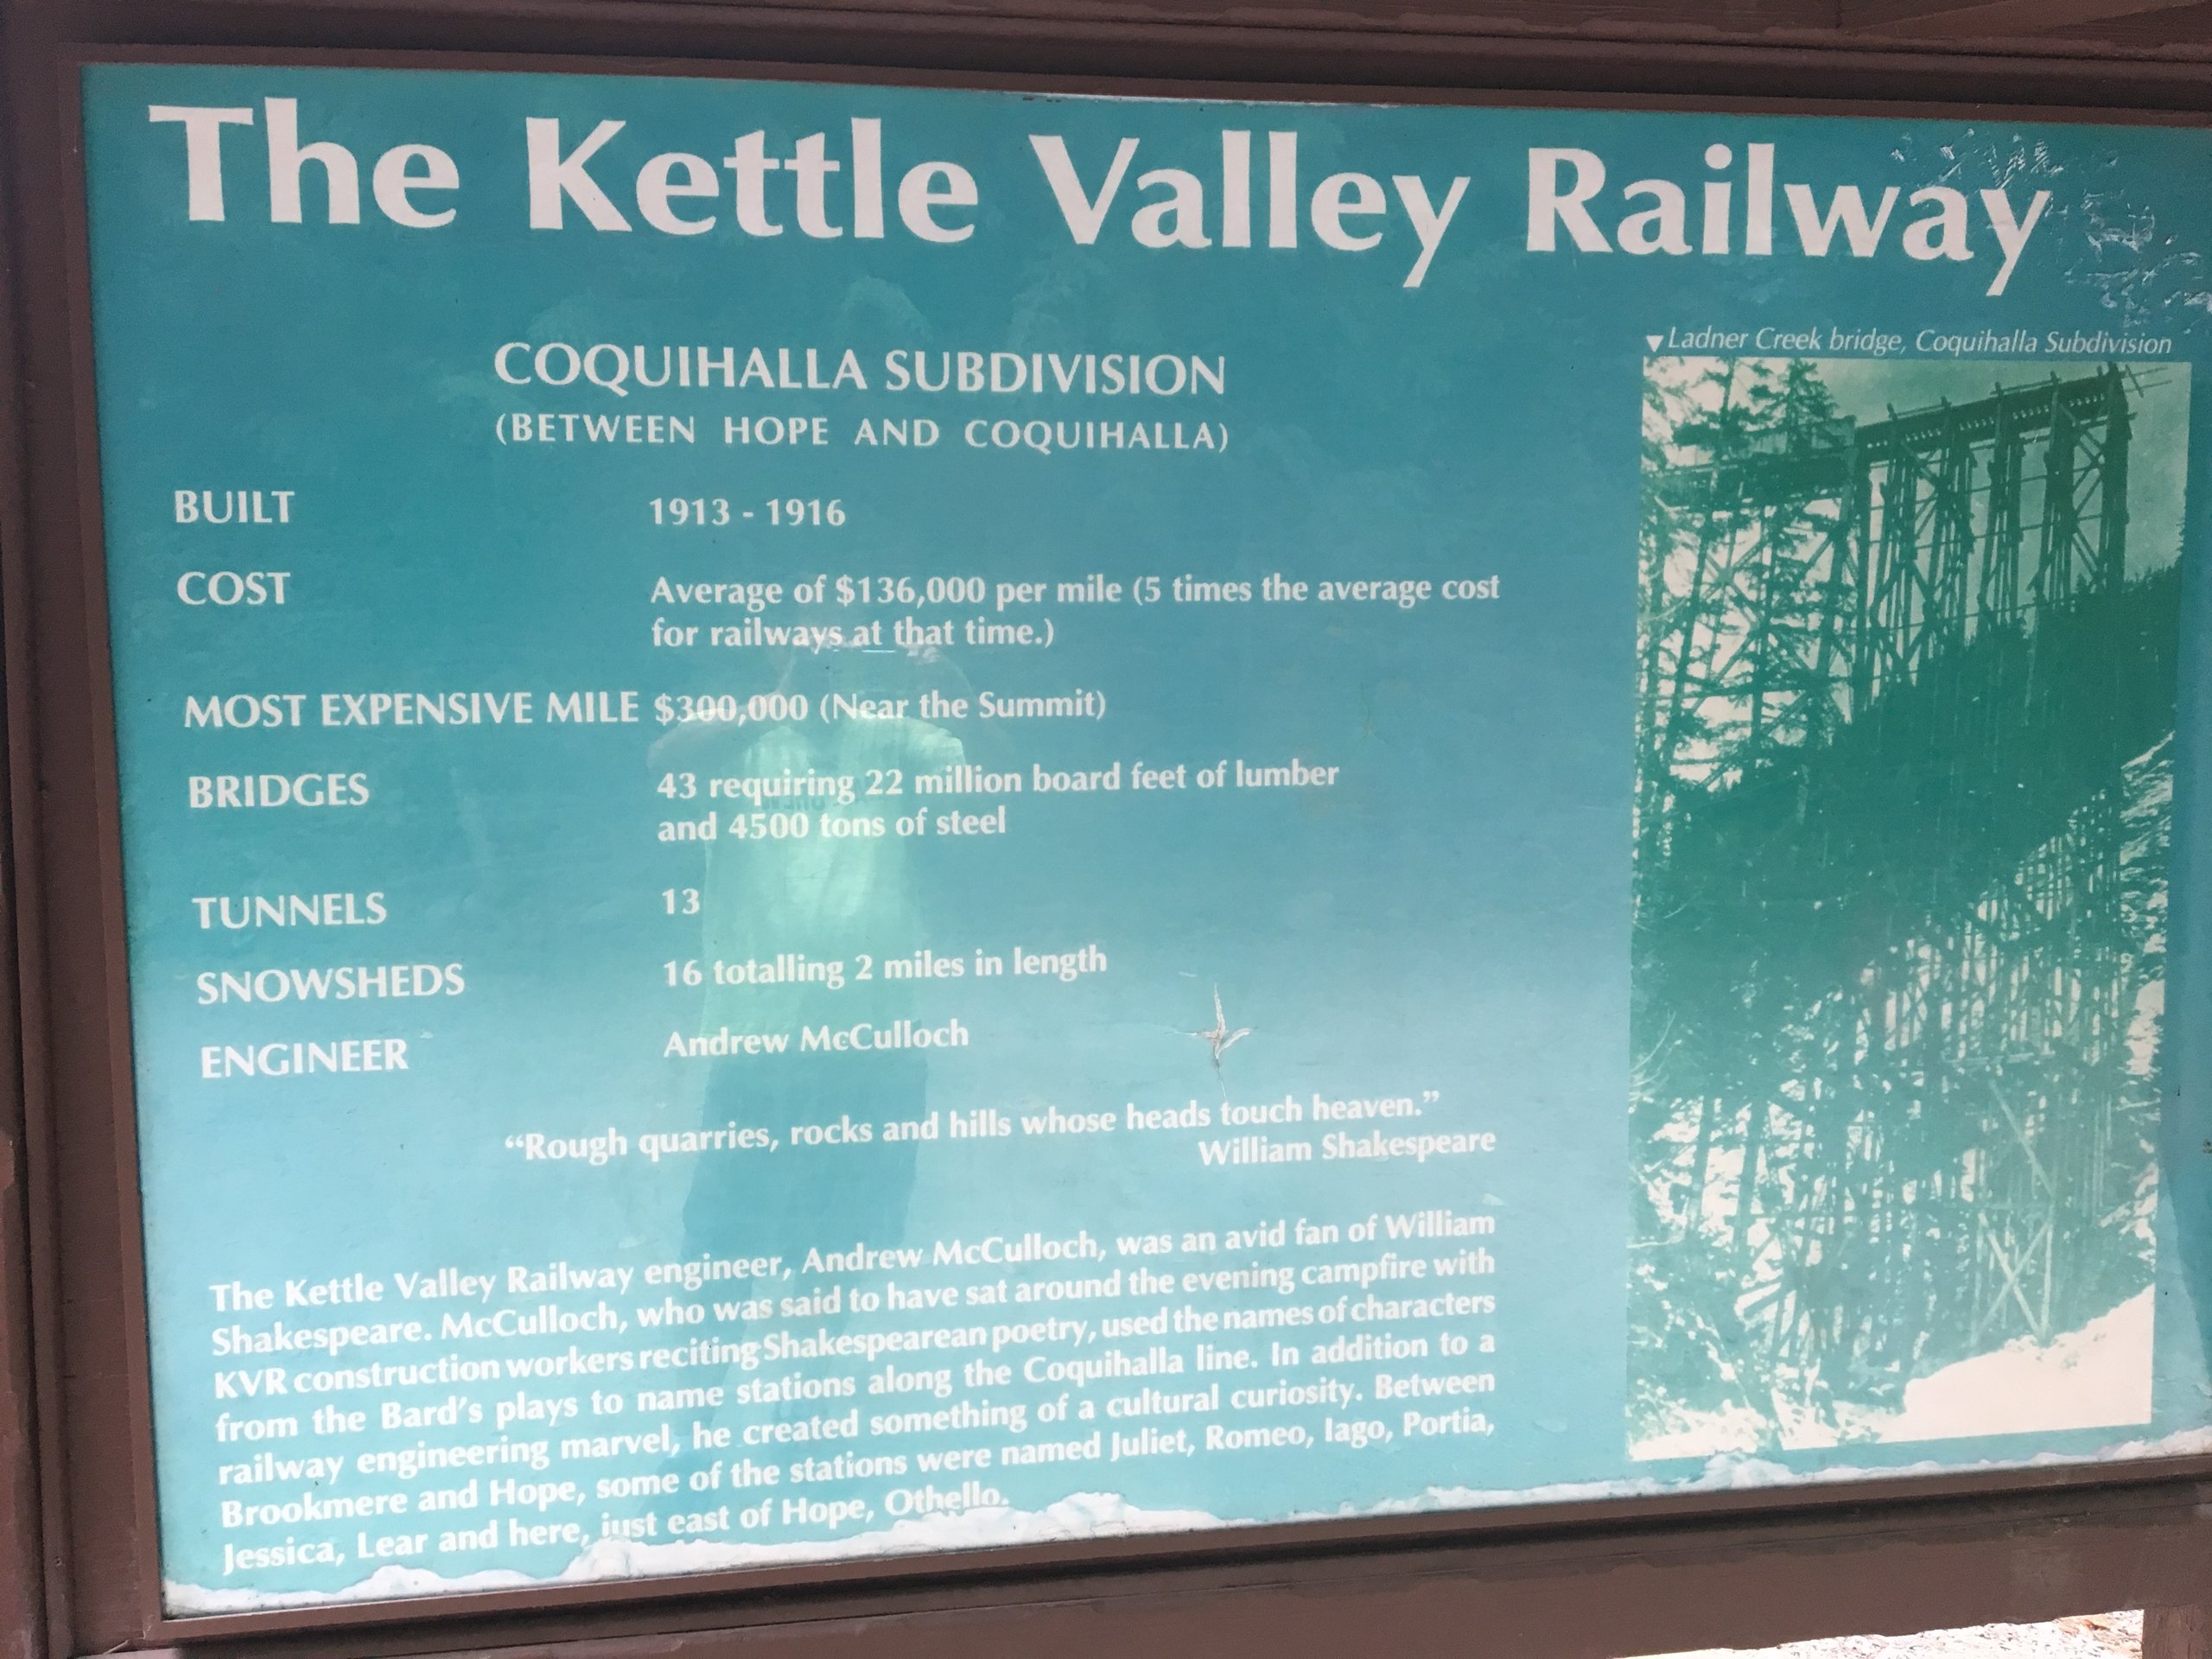 The Kettle Valley Railway
▼Ladner Creek bridge, Coquihalla Subdivision
COQUIHALLA SUBDIVISION
(BETWEEN HOPE AND COQUIHALLA)
BUILT 1913 - 1916
COST Average of $136,000 per mile (5 times the average cost
for railways at that time.)
MOST EXPENSIVE MILE $300,000 (Near the Summit)
BRIDGES 43 requiring 22 million board feet of lumber
and 4500 tons of steel
TUNNELS 13
SNOWSHEDS 16 totalling 2 miles in length
ENGINEER Andrew McCulloch
“Rough quarries, rocks and hills whose heads touch heaven.”
William Shakespeare
The Kettle Valley Railway engineer, Andrew McCulloch, was an avid fan of William
Shakespeare. McCulloch, who was said to have sat around the evening campfire with
KVR construction workers reciting Shakespearean poetry, used the names of characters
from the Bard's plays to name stations along the Coquihalla line. In addition to a
railway engineering marvel, he created something of a cultural curiosity. Between
Brookmere and Hope, some of the stations were named Juliet, Romeo, Iago, Portia,
Jessica, Lear and here, just east of Hope, Othello.